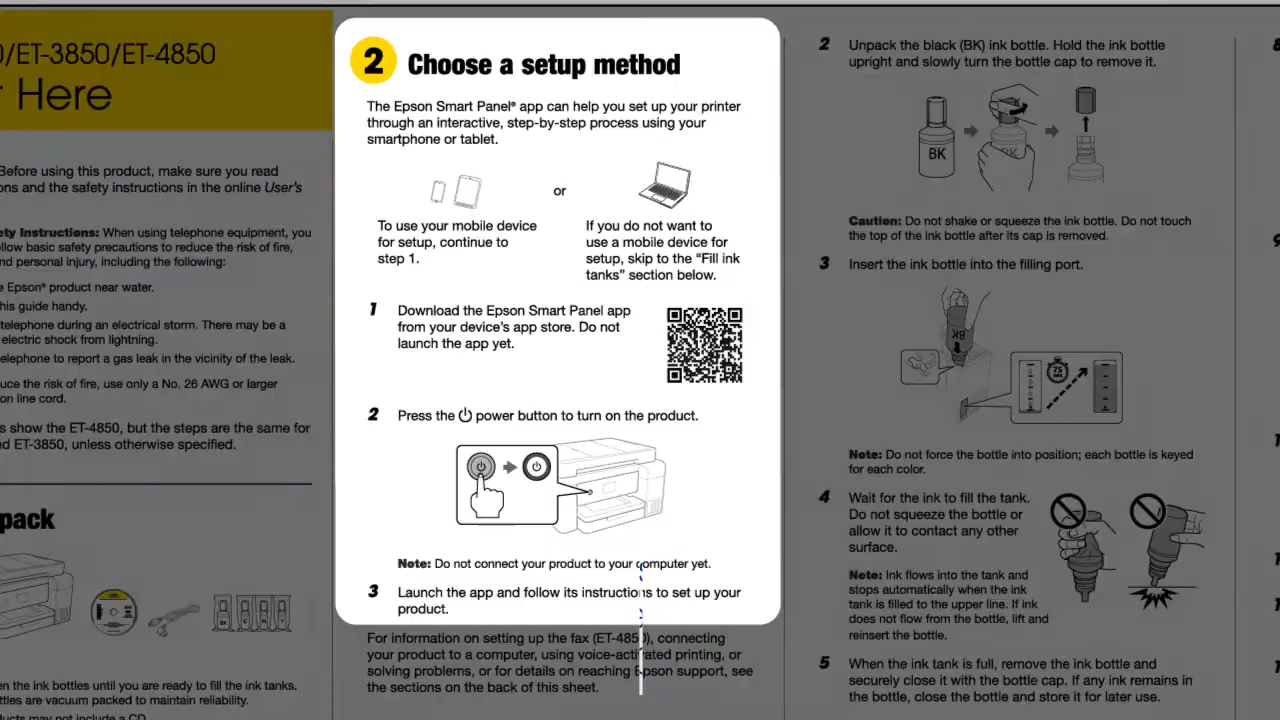 /ET-3850/ET-4850
Here
Before using this product, make sure you read
ons and the safety instructions in the online User's
ety Instructions: When using telephone equipment, you
llow basic safety precautions to reduce the risk of fire,
nd personal injury, including the following:
e Epson® product near water.
his guide handy.
telephone during an electrical storm. There may be a
electric shock from lightning.
elephone to report a gas leak in the vicinity of the leak.
uce the risk of fire, use only a No. 26 AWG or larger
on line cord.
s show the ET-4850, but the steps are the same for
nd ET-3850, unless otherwise specified.
pack
en the ink bottles until you are ready to fill the ink tanks.
ttles are vacuum packed to maintain reliability.
ducts may not include a CD
2 Choose a setup method
The Epson Smart Panel® app can help you set up your printer
through an interactive, step-by-step process using your
smartphone or tablet.
or
To use your mobile device
for setup, continue to
step 1.
If you do not want to
use a mobile device for
setup, skip to the “Fill ink
tanks” section below.
1 Download the Epson Smart Panel app
from your device’s app store. Do not
launch the app yet.
2 Press the power button to turn on the product.
Note: Do not connect your product to your computer yet.
3 Launch the app and follow its instructions to set up your
product.
For information on setting up the fax (ET-4850), connecting
your product to a computer, using voice-activated printing, or
solving problems, or for details on reaching Epson support, see
the sections on the back of this sheet.
2 Unpack the black (BK) ink bottle. Hold the ink bottle
upright and slowly turn the bottle cap to remove it.
BK
BK
Caution: Do not shake or squeeze the ink bottle. Do not touch
the top of the ink bottle after its cap is removed.
3 Insert the ink bottle into the filling port.
BK
75
Note: Do not force the bottle into position; each bottle is keyed
for each color.
4 Wait for the ink to fill the tank.
Do not squeeze the bottle or
allow it to contact any other
surface.
Note: Ink flows into the tank and
stops automatically when the ink
tank is filled to the upper line. If ink
does not flow from the bottle, lift and
reinsert the bottle.
5 When the ink tank is full, remove the ink bottle and
securely close it with the bottle cap. If any ink remains in
the bottle, close the bottle and store it for later use.